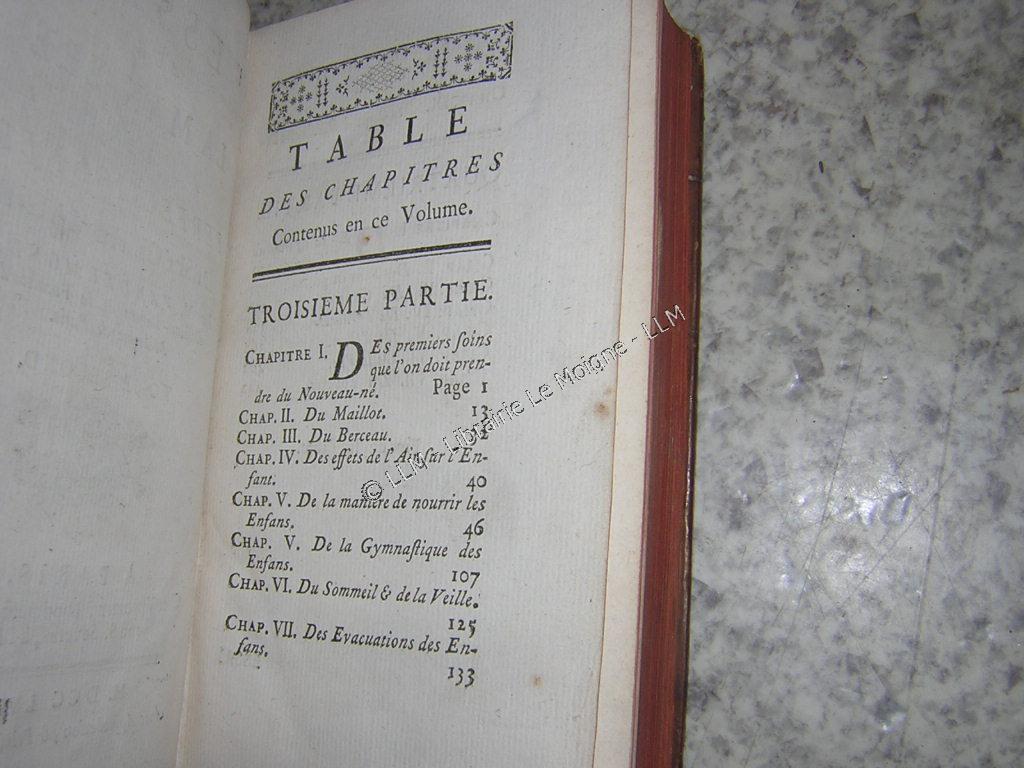 TABLE
DES CHAPITRES
Contenus en ce Volume.
TROISIEME PARTIE.
CHAPITRE I. DEs premiers ſoins
que l'on doit pren-
dre du Nouveau-né. Page 1
CHAP. II. Du Maillot. 13
CHAP. III. Du Berceau.
CHAP. IV. Des effets de l'Air ſur l'En-
fant. 40
CHAP. V. De la maniere de nourrir les
Enfans. 46
CHAP. V. De la Gymnaſtique des
Enfans. 107
CHAP. VI. Du Sommeil & de la Veille.
125
CHAP. VII. Des Evacuations des En-
fans.
133
© LLM - Librairie Le Moigne - LLM